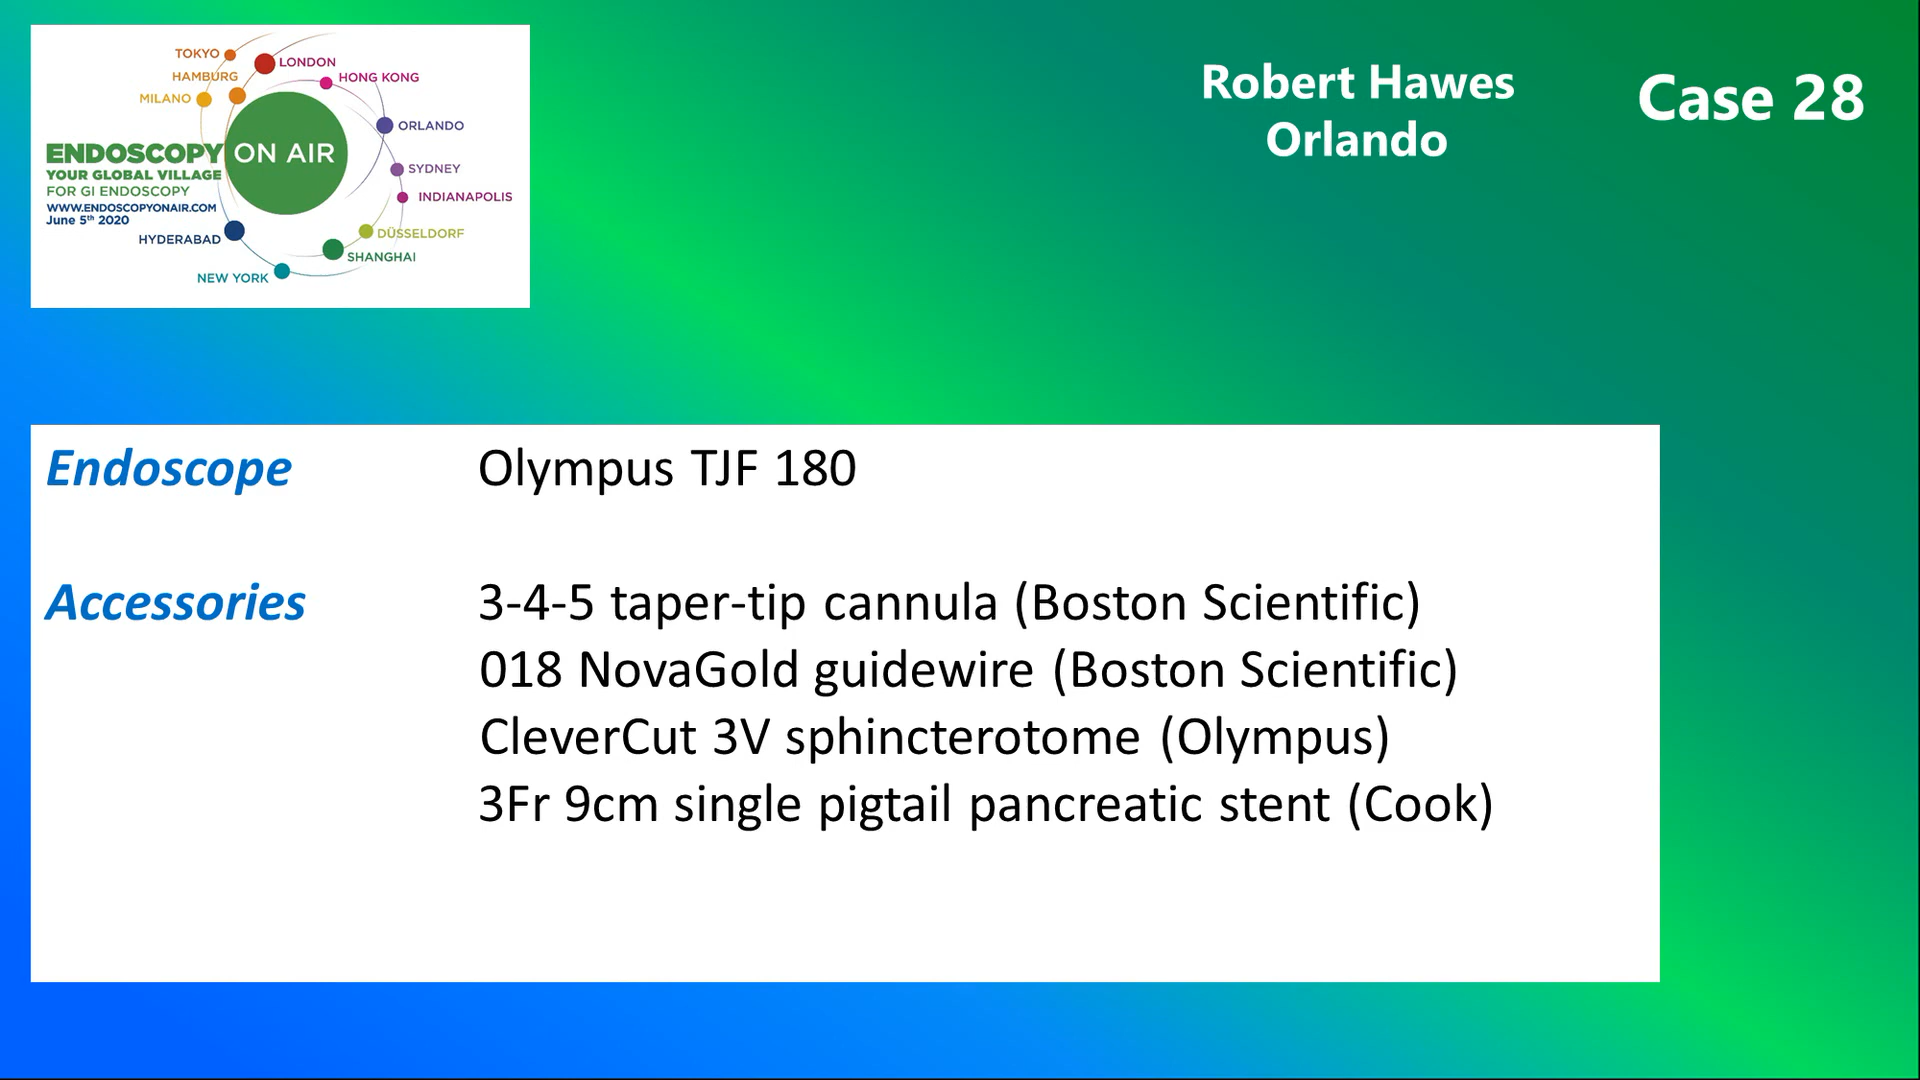 TOKYO
LONDON
HAMBURG
HONG KONG
MILANO
ORLANDO
ENDOSCOPY ON AIR
YOUR GLOBAL VILLAGE
FOR GI ENDOSCOPY
WWW.ENDOSCOPYONAIR.COM
June 5th 2020
SYDNEY
INDIANAPOLIS
HYDERABAD
DÜSSELDORF
SHANGHAI
NEW YORK
Robert Hawes
Orlando
Case 28
Endoscope Olympus TJF 180
Accessories 3-4-5 taper-tip cannula (Boston Scientific)
018 NovaGold guidewire (Boston Scientific)
CleverCut 3V sphincterotome (Olympus)
3Fr 9cm single pigtail pancreatic stent (Cook)